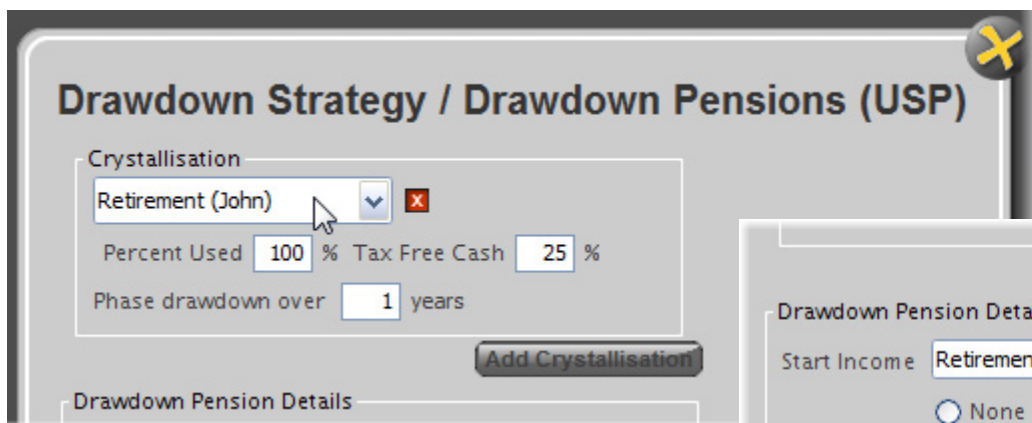 Drawdown Strategy / Drawdown Pensions (USP)
Crystallisation
Retirement (John)
Percent Used 100 % Tax Free Cash 25 %
Phase drawdown over 1 years
Add Crystallisation
Drawdown Pension Details
Drawdown Pension Deta
Start Income Retiremen
None